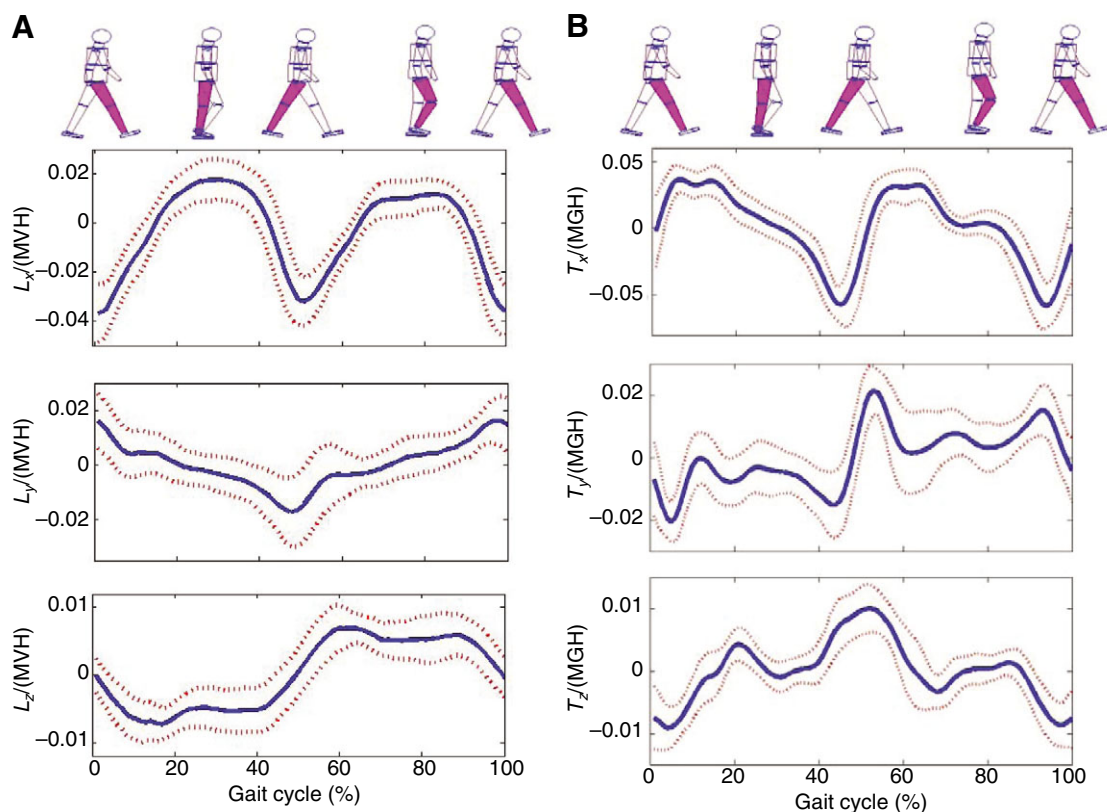 A
B
0.02
0
–0.02
–0.04
Lx/(MVH)
0.05
0
–0.05
Tx/(MGH)
0.02
0
–0.02
Ly/(MVH)
0.02
0
–0.02
Ty/(MGH)
0.01
0
–0.01
Lz/(MVH)
0 20 40 60 80 100
Gait cycle (%)
0.01
0
–0.01
Tz/(MGH)
0 20 40 60 80 100
Gait cycle (%)